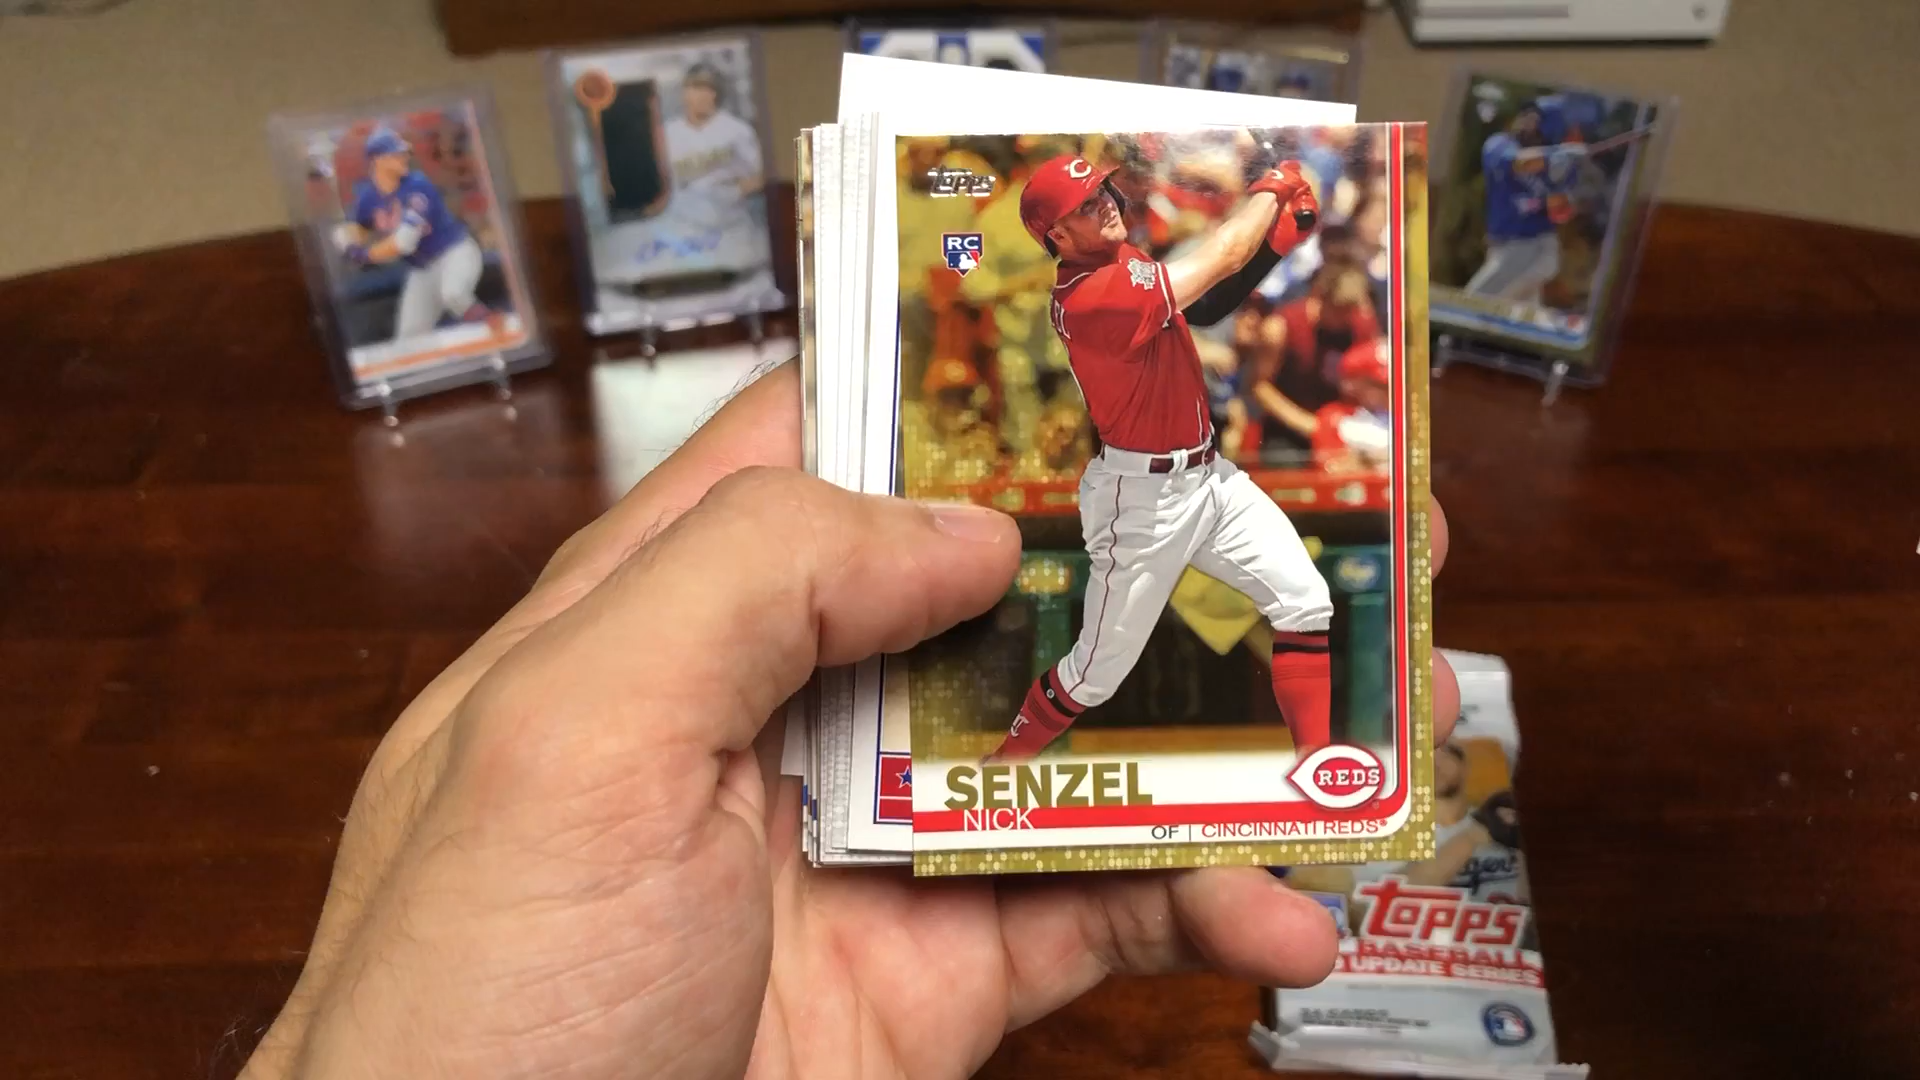 Topps
RC
SENZEL
NICK
REDS
OF | CINCINNATI REDS®
Topps
BASEBALL
UPDATE SERIES